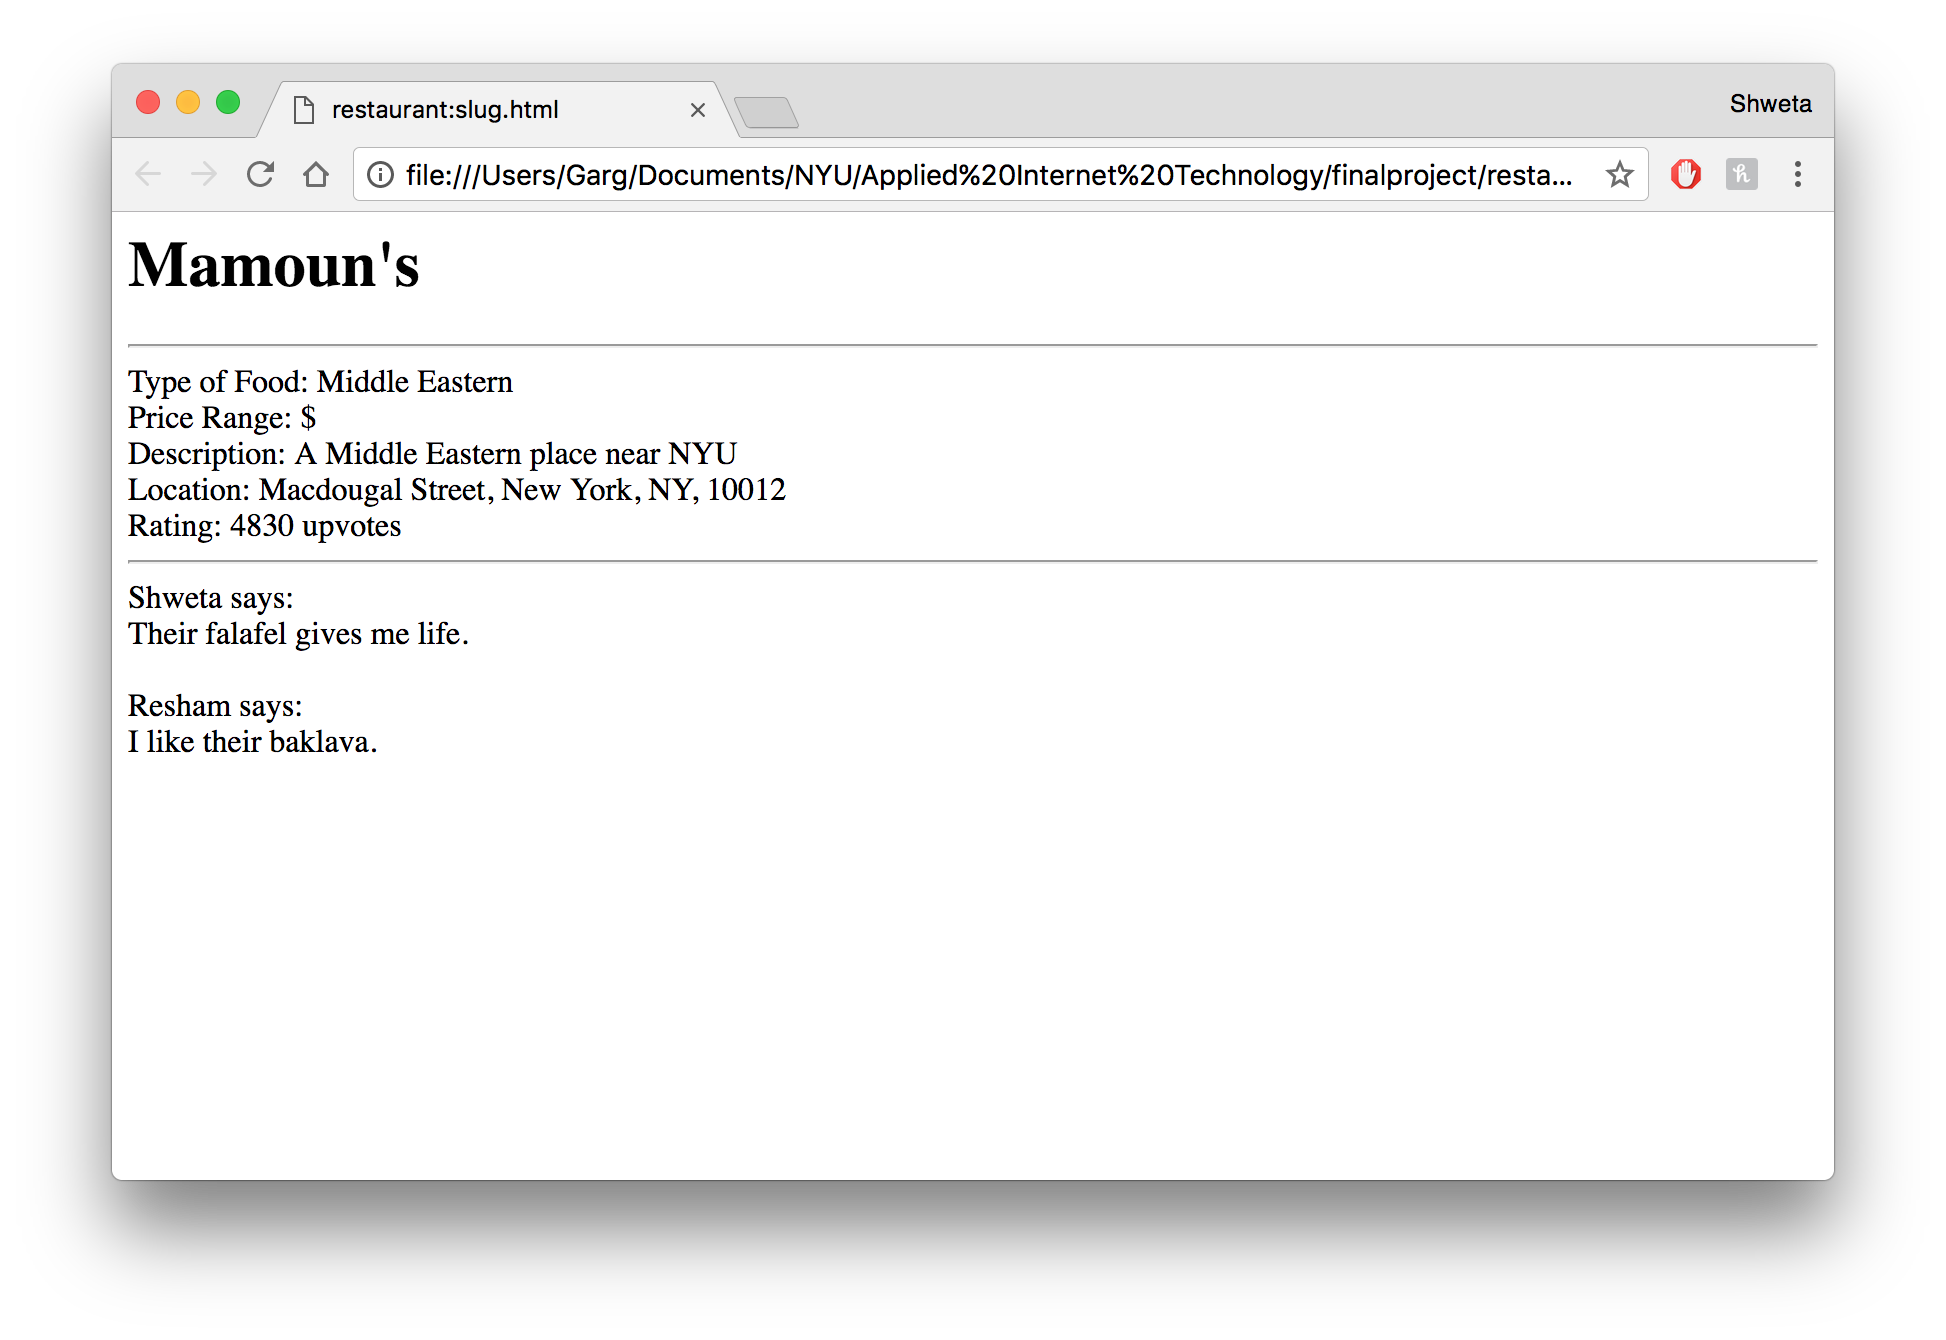 restaurant:slug.html
Shweta
file:///Users/Garg/Documents/NYU/Applied%20Internet%20Technology/finalproject/resta...
Mamoun's
Type of Food: Middle Eastern
Price Range: $
Description: A Middle Eastern place near NYU
Location: Macdougal Street, New York, NY, 10012
Rating: 4830 upvotes
Shweta says:
Their falafel gives me life.
Resham says:
I like their baklava.